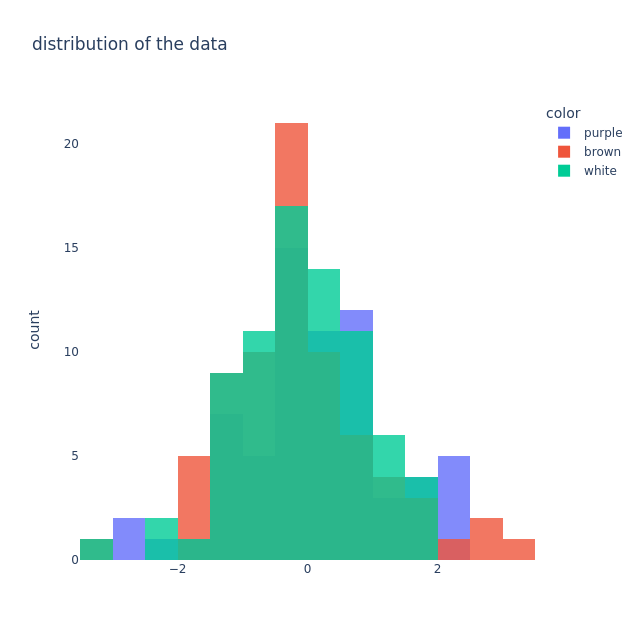 distribution of the data
color
purple
brown
white
count
20
15
10
5
0
−2
0
2